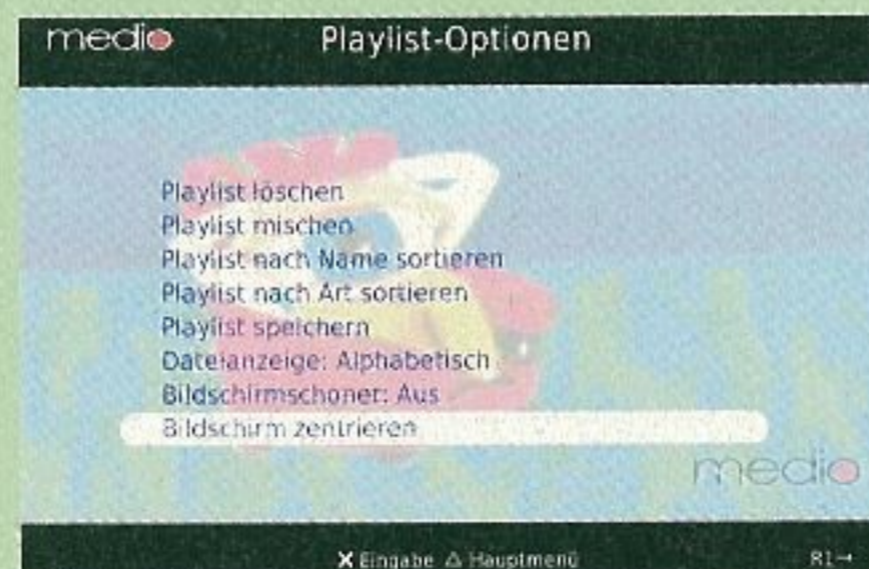 medio
Playlist-Optionen
Playlist löschen
Playlist mischen
Playlist nach Name sortieren
Playlist nach Art sortieren
Playlist speichern
Dateianzeige: Alphabetisch
Bildschirmschoner: Aus
Bildschirm zentrieren
medio
X Eingabe △ Hauptmenü
R1→